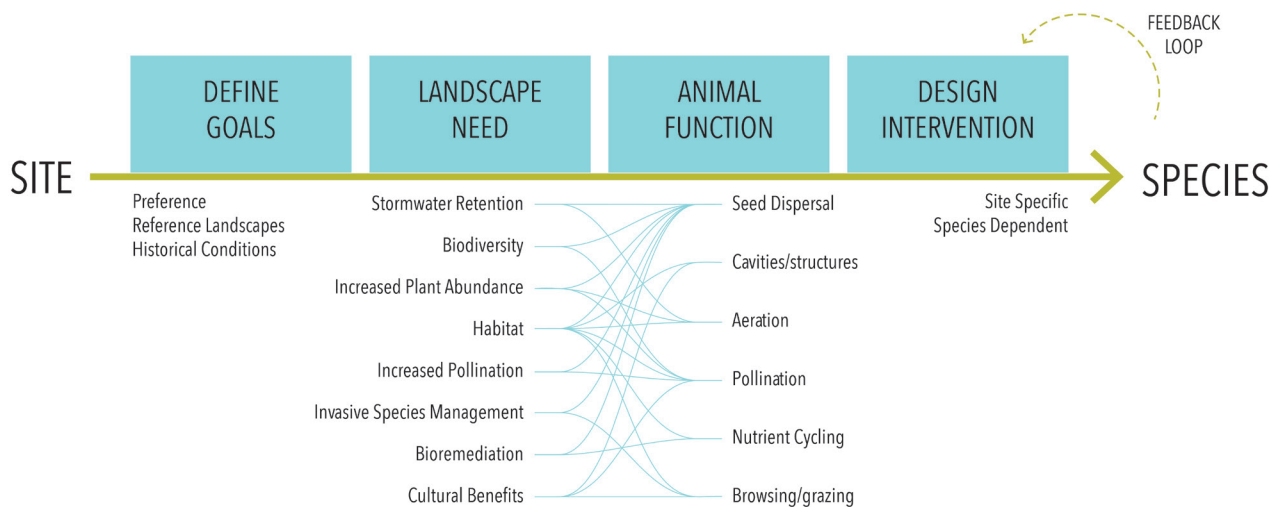 FEEDBACK
LOOP
DEFINE
GOALS
LANDSCAPE
NEED
ANIMAL
FUNCTION
DESIGN
INTERVENTION
SITE
SPECIES
Preference
Reference Landscapes
Historical Conditions
Stormwater Retention
Biodiversity
Increased Plant Abundance
Habitat
Increased Pollination
Invasive Species Management
Bioremediation
Cultural Benefits
Seed Dispersal
Cavities/structures
Aeration
Pollination
Nutrient Cycling
Browsing/grazing
Site Specific
Species Dependent